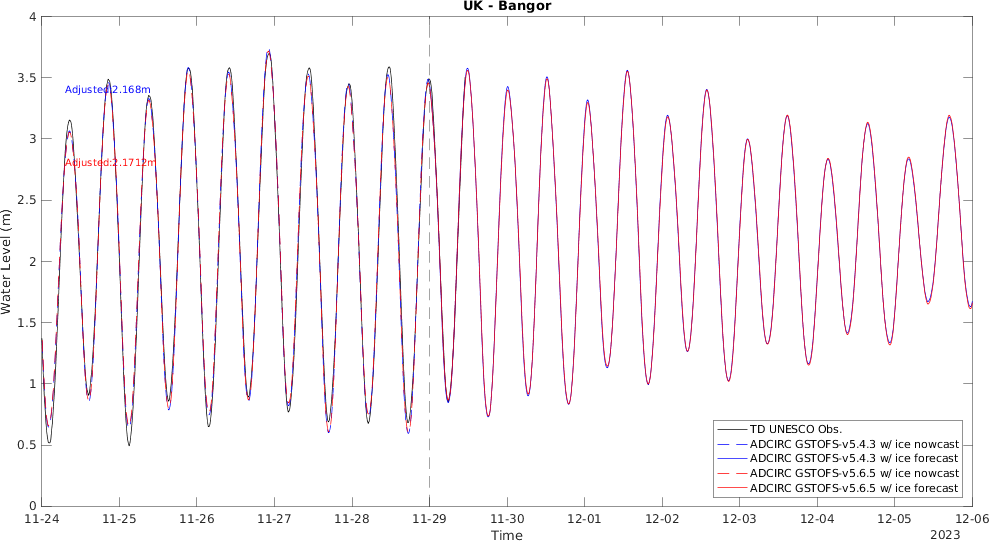 UK - Bangor
4
3.5
3
2.5
2
1.5
1
0.5
0
Water Level (m)
Adjusted:2.168m
Adjusted:2.1712m
TD UNESCO Obs.
ADCIRC GSTOFS-v5.4.3 w/ ice nowcast
ADCIRC GSTOFS-v5.4.3 w/ ice forecast
ADCIRC GSTOFS-v5.6.5 w/ ice nowcast
ADCIRC GSTOFS-v5.6.5 w/ ice forecast
11-24 11-25 11-26 11-27 11-28 11-29 11-30 12-01 12-02 12-03 12-04 12-05 12-06
Time
2023